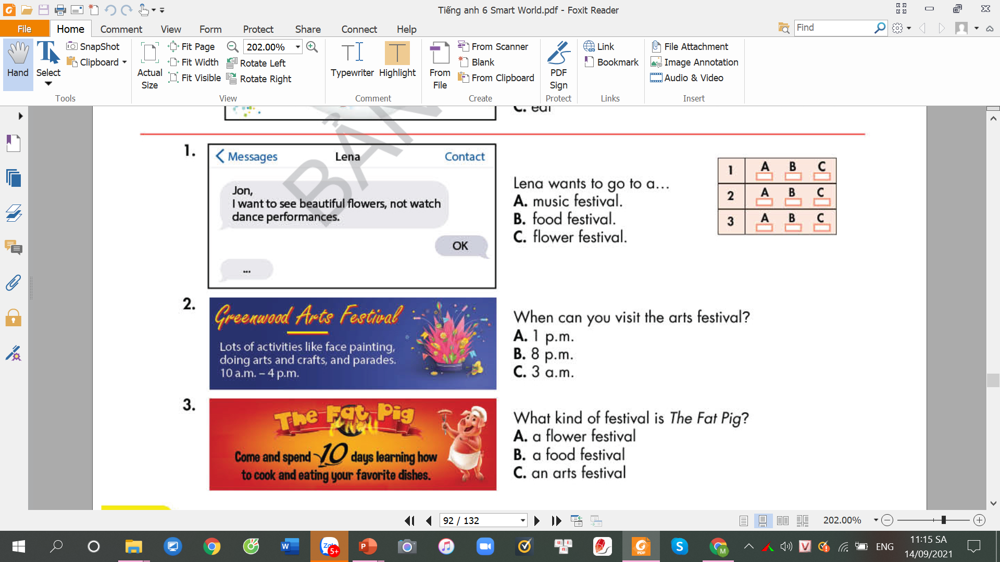 Tiếng anh 6 Smart World.pdf - Foxit Reader
File Home Comment View Form Protect Share Connect Help
Find
Hand
Select
SnapShot
Clipboard
Tools
Actual Size
Fit Page
Fit Width
Fit Visible
202.00%
Rotate Left
Rotate Right
View
Typewriter
Highlight
Comment
From File
From Scanner
Blank
From Clipboard
Create
PDF Sign
Protect
Link
Bookmark
Links
File Attachment
Image Annotation
Audio & Video
Insert
C. eat
BẢN
1.
Messages Lena Contact
Jon,
I want to see beautiful flowers, not watch
dance performances.
OK
...
Lena wants to go to a...
A. music festival.
B. food festival.
C. flower festival.
1 A B C
2 A B C
3 A B C
2.
Greenwood Arts Festival
Lots of activities like face painting,
doing arts and crafts, and parades.
10 a.m. – 4 p.m.
When can you visit the arts festival?
A. 1 p.m.
B. 8 p.m.
C. 3 a.m.
3.
The Fat Pig
Come and spend 10 days learning how
to cook and eating your favorite dishes.
What kind of festival is The Fat Pig?
A. a flower festival
B. a food festival
C. an arts festival
92 / 132
202.00%
Zalo
5+
PDF
ENG
11:15 SA
14/09/2021